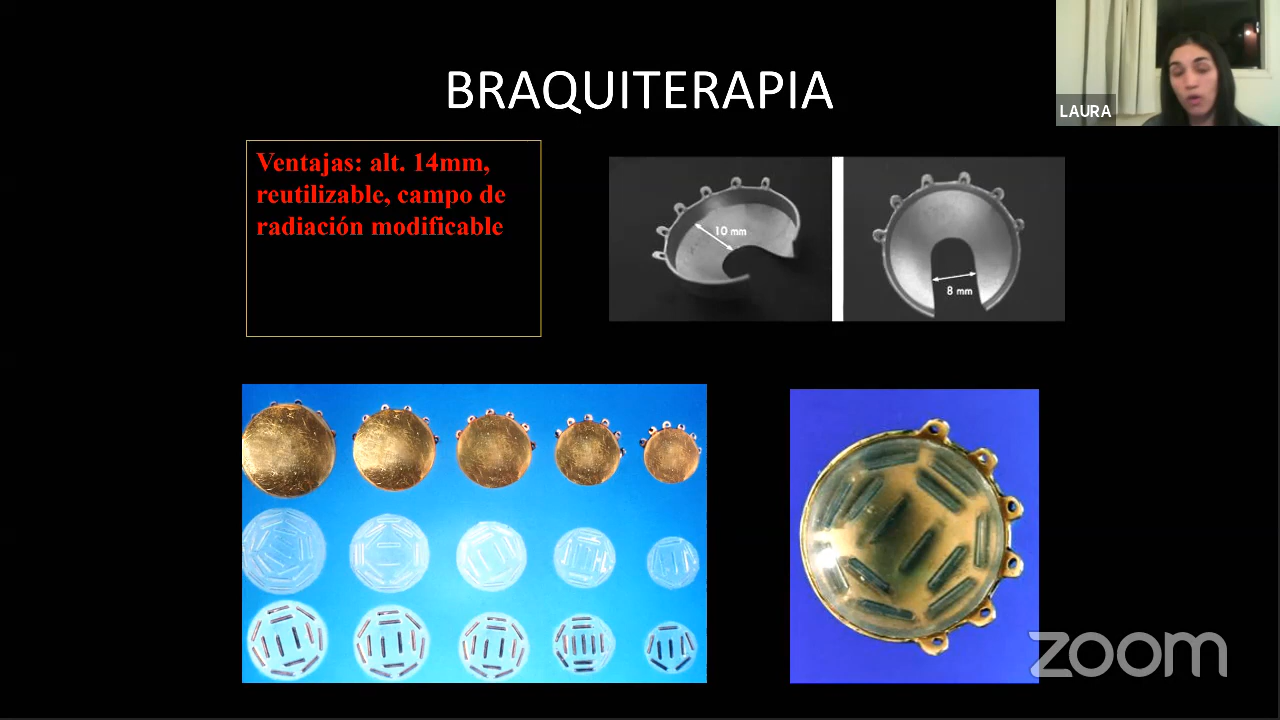 BRAQUITERAPIA
LAURA
Ventajas: alt. 14mm,
reutilizable, campo de
radiación modificable
10 mm
8 mm
zoom